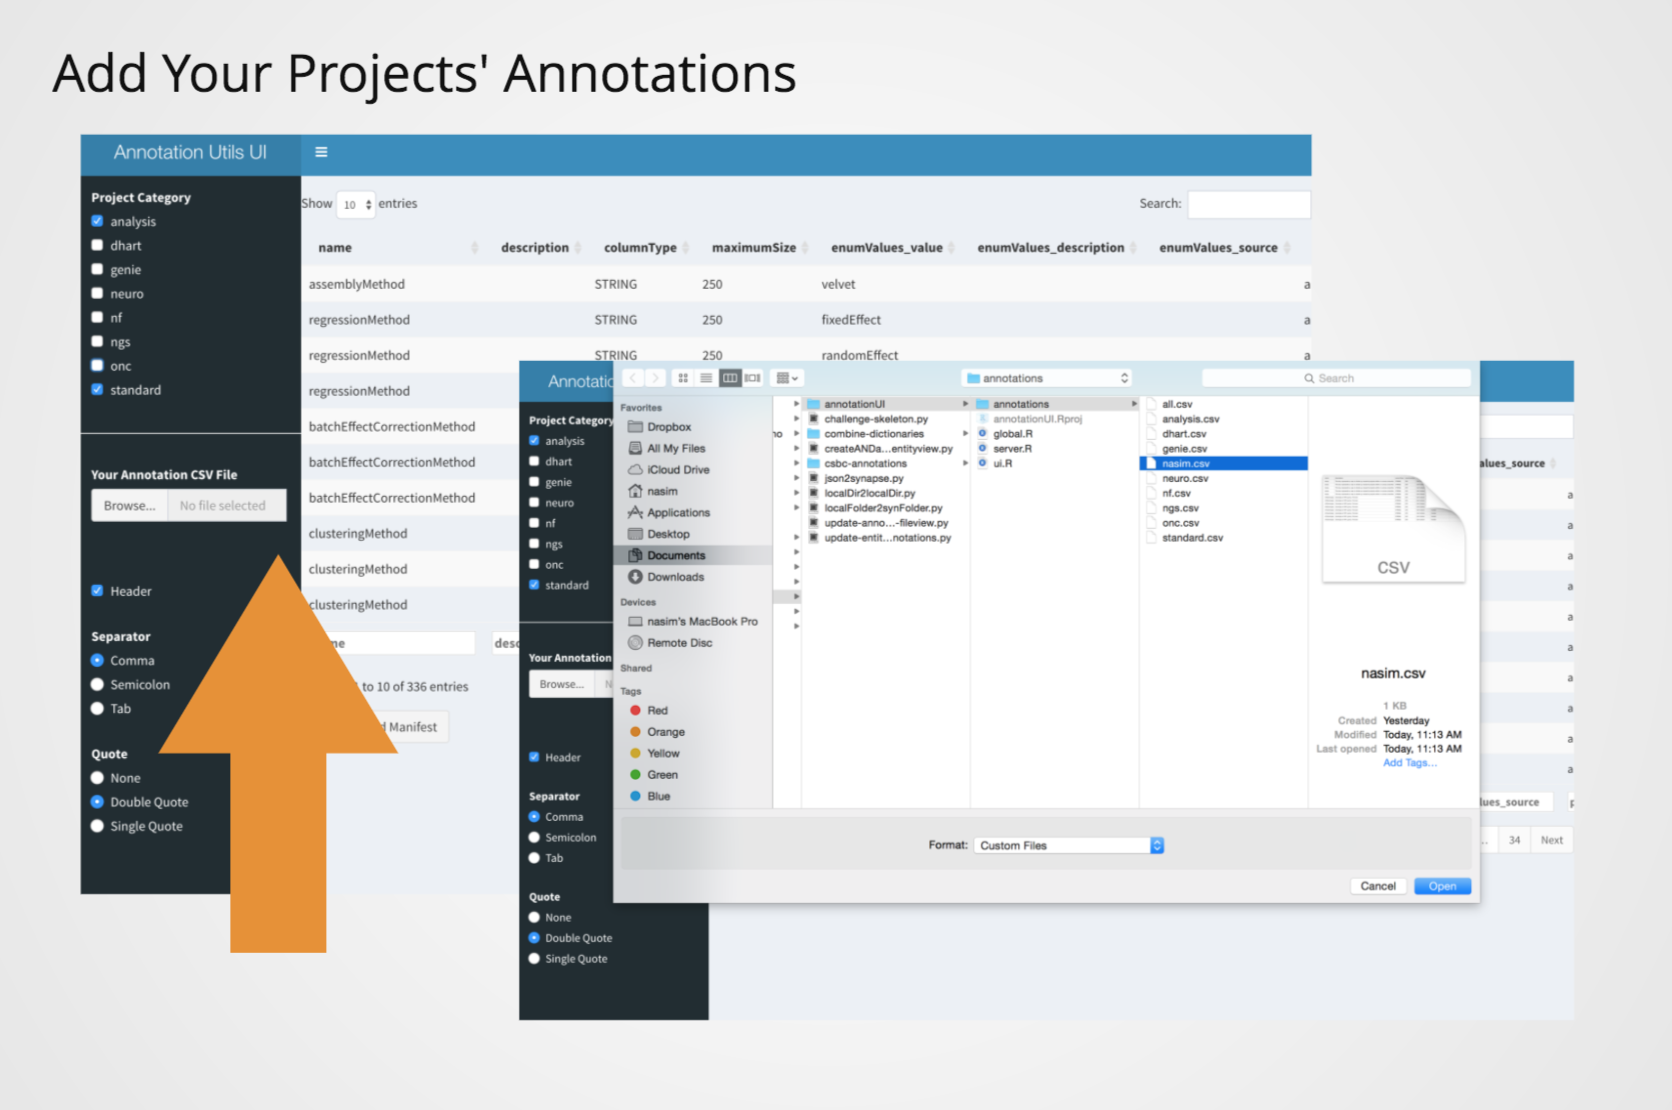 Add Your Projects' Annotations
Annotation Utils UI
Project Category
analysis
dhart
genie
neuro
nf
ngs
onc
standard
Your Annotation CSV File
Browse... No file selected
Header
Separator
Comma
Semicolon
Tab
Quote
None
Double Quote
Single Quote
Show 10 entries
Search:
name description columnType maximumSize enumValues_value enumValues_description enumValues_source
assemblyMethod STRING 250 velvet a
regressionMethod STRING 250 fixedEffect a
regressionMethod STRING 250 randomEffect a
regressionMethod
batchEffectCorrectionMethod
batchEffectCorrectionMethod
batchEffectCorrectionMethod
clusteringMethod
clusteringMethod
clusteringMethod
ne desc
1 to 10 of 336 entries
d Manifest
Annotatio
Project Category
analysis
dhart
genie
neuro
nf
ngs
onc
standard
Your Annotation
Browse... N
Header
Separator
Comma
Semicolon
Tab
Quote
None
Double Quote
Single Quote
annotations
Search
Favorites
Dropbox
All My Files
iCloud Drive
nasim
Applications
Desktop
Documents
Downloads
Devices
nasim's MacBook Pro
Remote Disc
Shared
Tags
Red
Orange
Yellow
Green
Blue
no
annotationUI
challenge-skeleton.py
combine-dictionaries
createANDa...entityview.py
csbc-annotations
json2synapse.py
localDir2localDir.py
localFolder2synFolder.py
update-anno...-fileview.py
update-entit...notations.py
annotations
annotationUI.Rproj
global.R
server.R
ui.R
all.csv
analysis.csv
dhart.csv
genie.csv
nasim.csv
neuro.csv
nf.csv
ngs.csv
onc.csv
standard.csv
CSV
nasim.csv
1 KB
Created Yesterday
Modified Today, 11:13 AM
Last opened Today, 11:13 AM
Add Tags...
Format: Custom Files
Cancel Open
alues_source
a
a
a
a
a
a
a
a
a
a
lues_source p
.. 34 Next